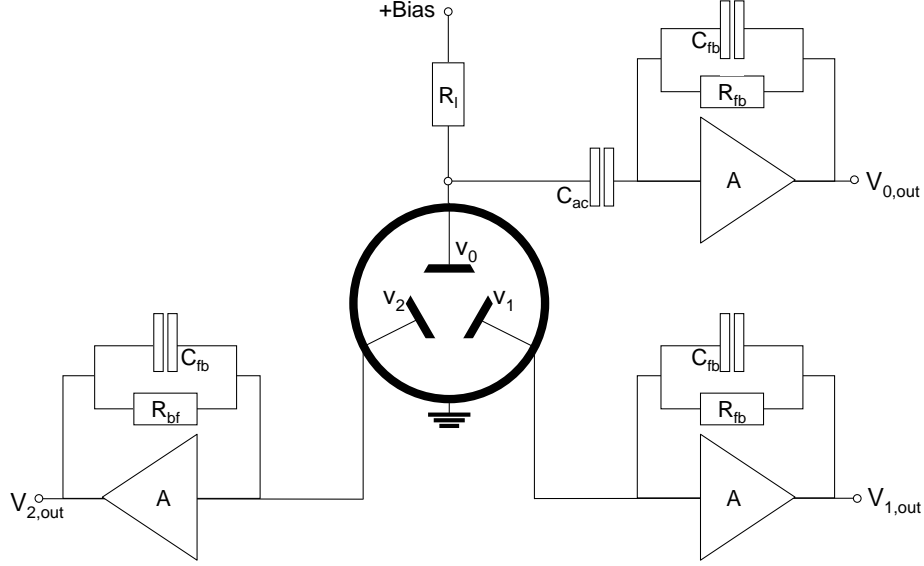 +Bias
C_fb
R_l
R_fb
A
V_0,out
C_ac
v_0
v_2
v_1
C_fb
R_bf
A
V_2,out
C_fb
R_fb
A
V_1,out